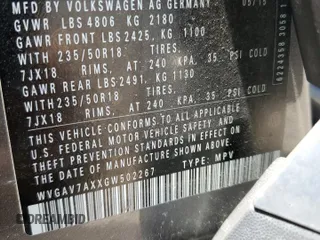 MFD BY VOLKSWAGEN AG GERMANY 05/15
GVWR LBS 4806 KG 2180
GAWR FRONT LBS 2425, KG 1100
WITH 235/50R18 TIRES.
7JX18 RIMS, AT 240 KPA, 35 PSI COLD
GAWR REAR LBS 2491, KG 1130
WITH 235/50R18 TIRES.
7JX18 RIMS, AT 240 KPA, 35 PSI COLD
THIS VEHICLE CONFORMS TO ALL APPLICABLE
U.S. FEDERAL MOTOR VEHICLE SAFETY, BUMPER AND
THEFT PREVENTION STANDARDS IN EFFECT ON
THE DATE OF MANUFACTURE SHOWN ABOVE
WVGAV7AXXGW502267 TYPE: MPV